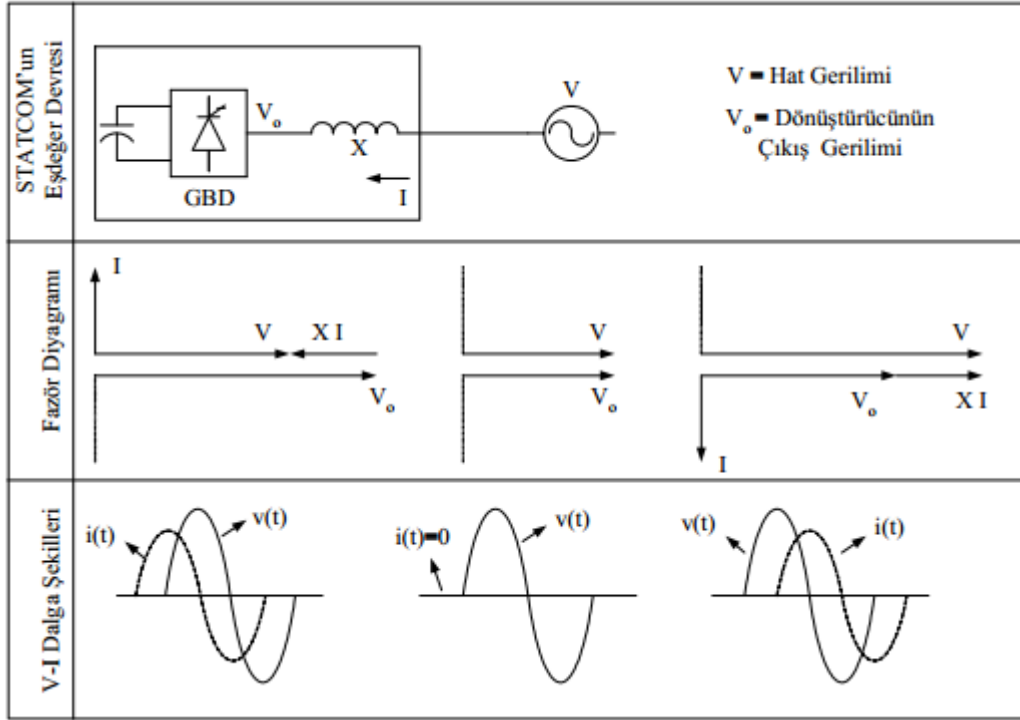 STATCOM'un
Eşdeğer Devresi
V
V = Hat Gerilimi
Vo
Vo = Dönüştürücünün
Çıkış Gerilimi
X
I
GBD
Fazör Diyagramı
I
V
X I
Vo
V
Vo
V
Vo
X I
I
V-I Dalga Şekilleri
i(t)
v(t)
i(t)=0
v(t)
v(t)
i(t)